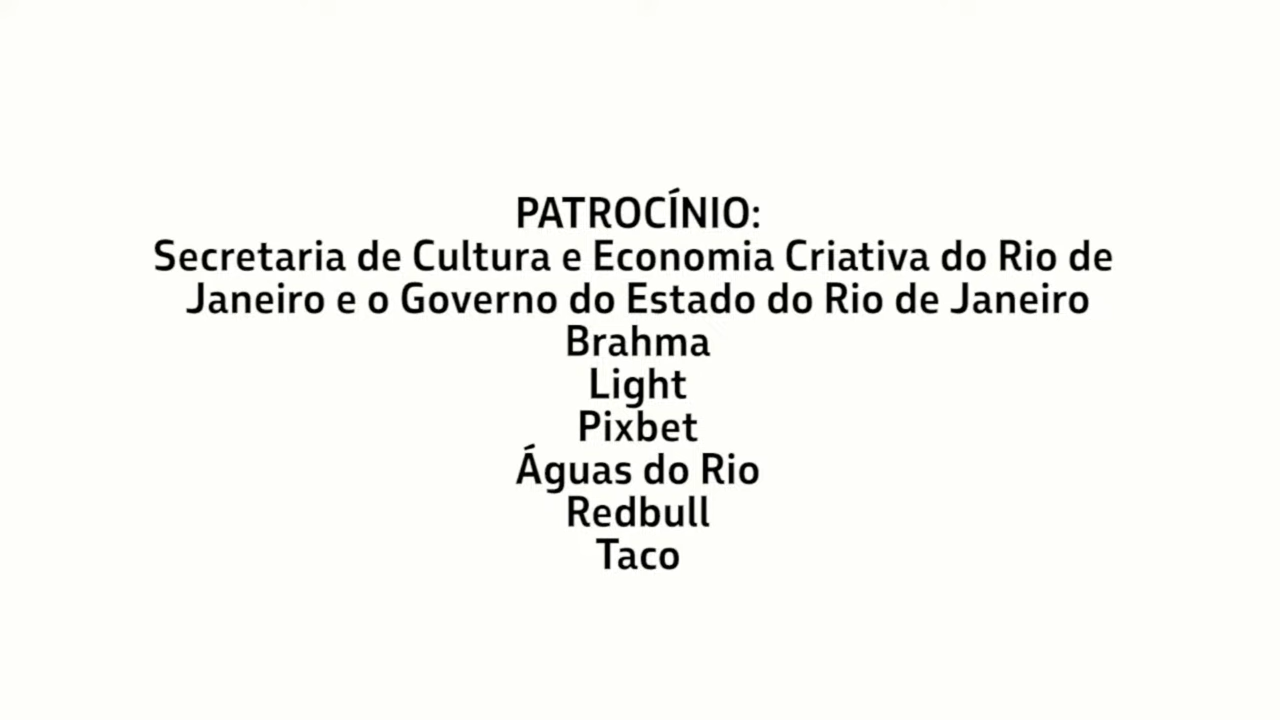 PATROCÍNIO:
Secretaria de Cultura e Economia Criativa do Rio de
Janeiro e o Governo do Estado do Rio de Janeiro
Brahma
Light
Pixbet
Águas do Rio
Redbull
Taco